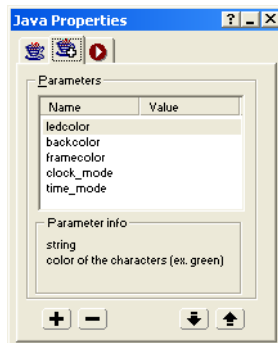 Java Properties
Parameters
Name Value
ledcolor
backcolor
framecolor
clock_mode
time_mode
Parameter info
string
color of the characters (ex. green)